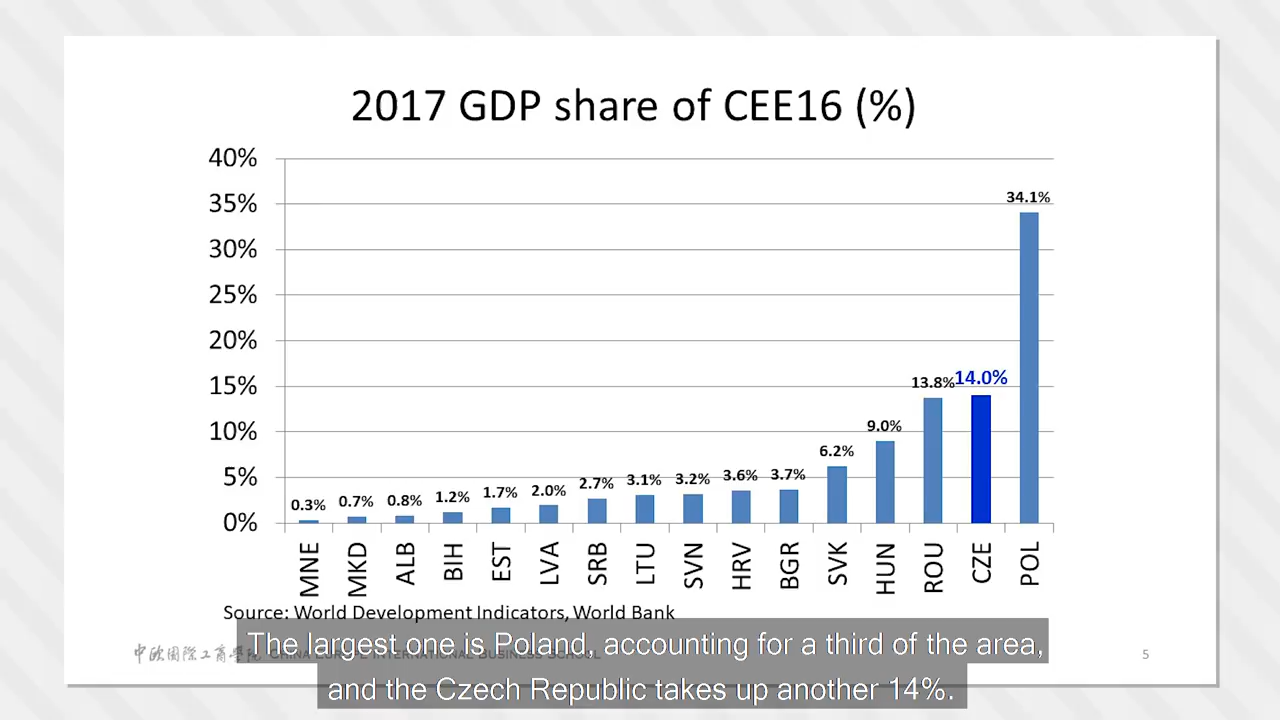 2017 GDP share of CEE16 (%)
40%
35%
30%
25%
20%
15%
10%
5%
0%
0.3%
0.7%
0.8%
1.2%
1.7%
2.0%
2.7%
3.1%
3.2%
3.6%
3.7%
6.2%
9.0%
13.8%
14.0%
34.1%
MNE
MKD
ALB
BIH
EST
LVA
SRB
LTU
SVN
HRV
BGR
SVK
HUN
ROU
CZE
POL
Source: World Development Indicators, World Bank
The largest one is Poland, accounting for a third of the area,
and the Czech Republic takes up another 14%.
中欧国际工商学院 CHINA EUROPE INTERNATIONAL BUSINESS SCHOOL
5